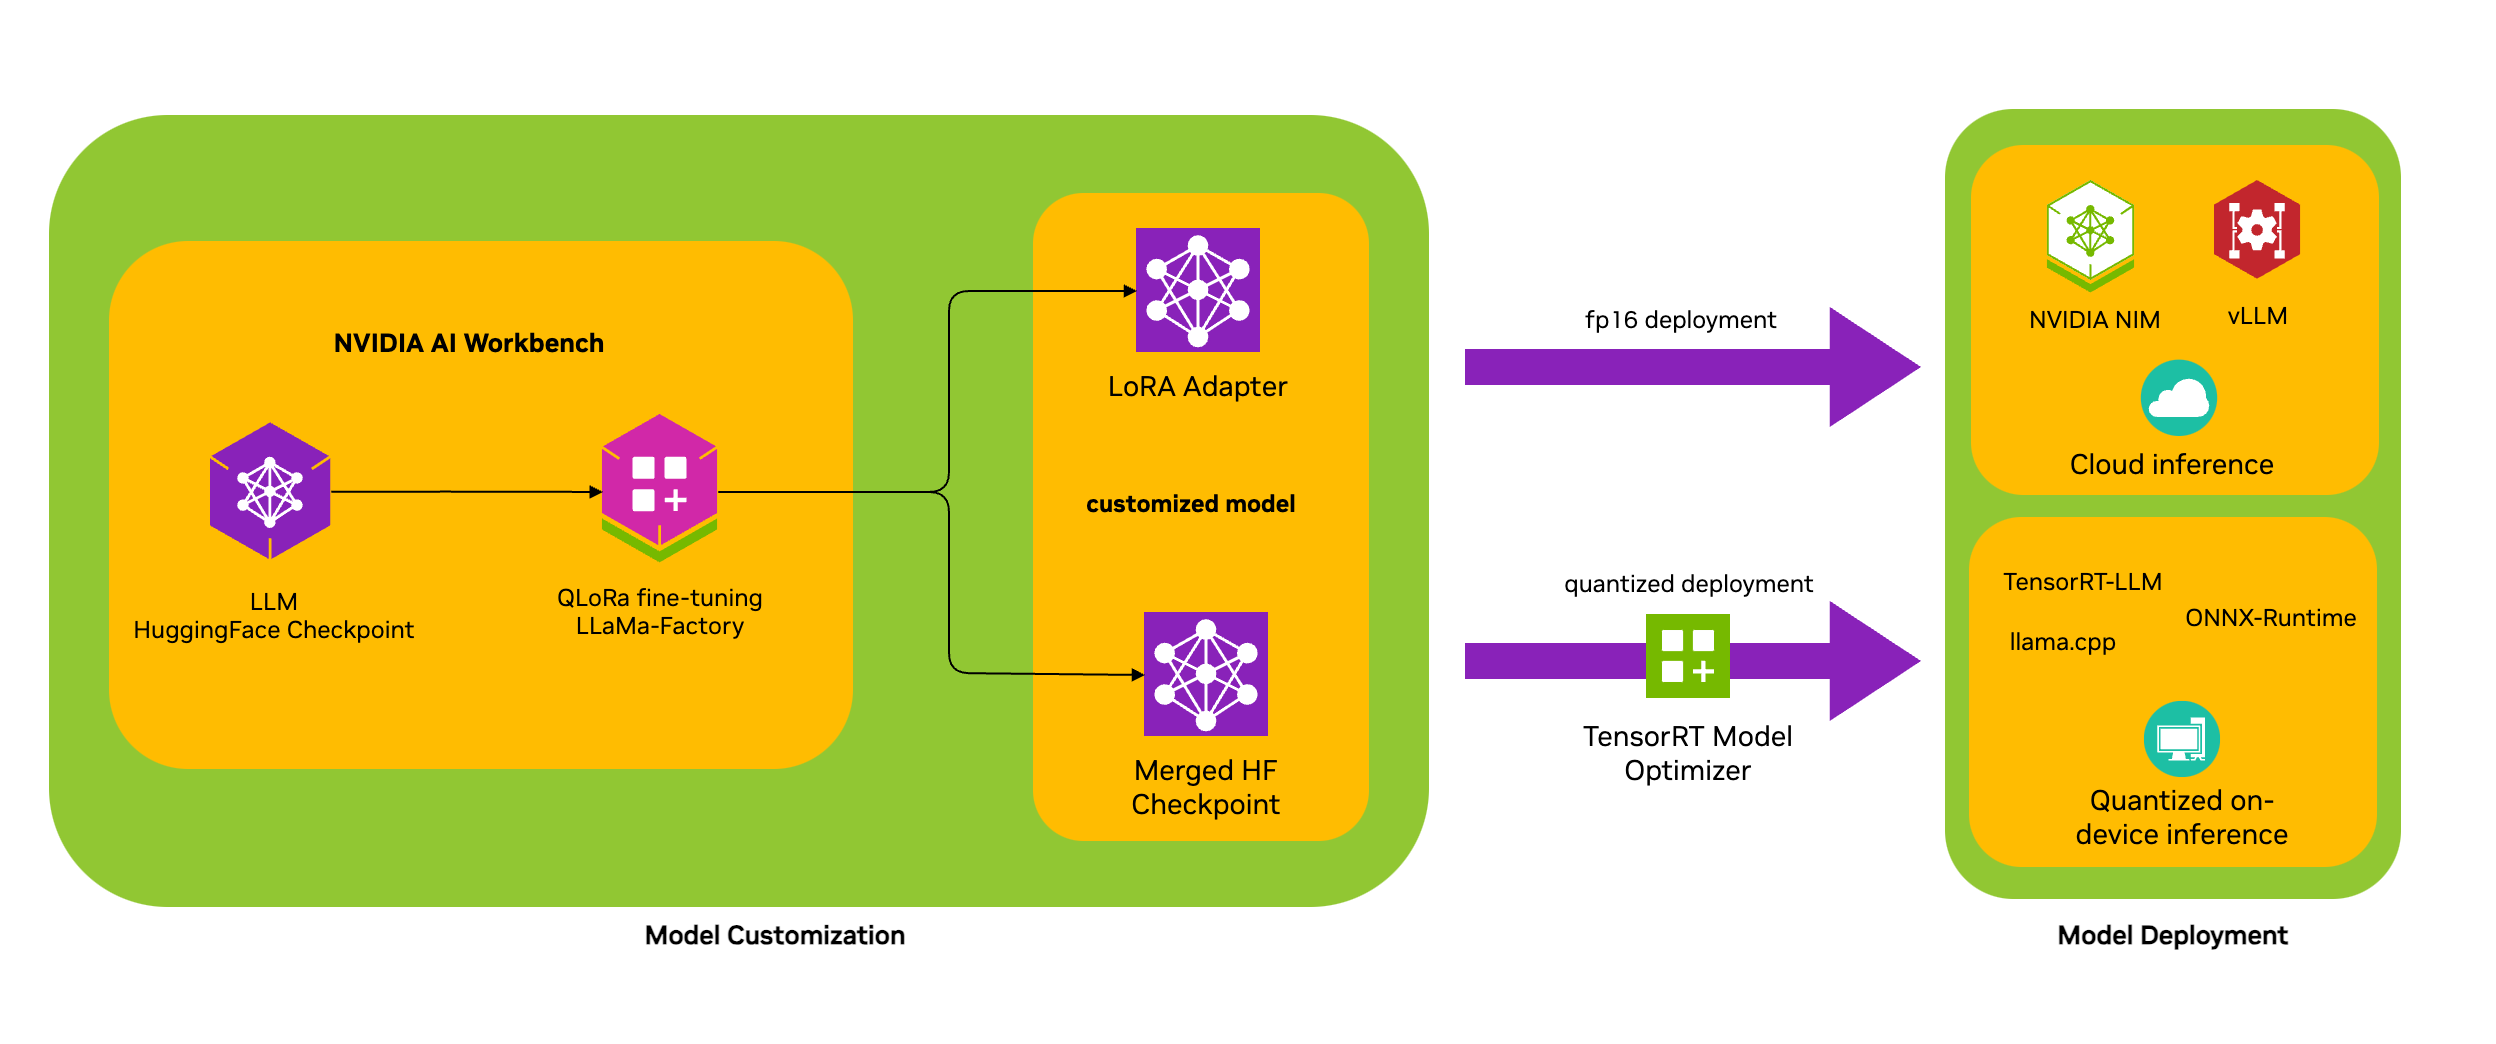 NVIDIA AI Workbench
LLM
HuggingFace Checkpoint
QLoRa fine-tuning
LLaMa-Factory
LoRA Adapter
customized model
Merged HF
Checkpoint
Model Customization
fp16 deployment
quantized deployment
TensorRT Model
Optimizer
NVIDIA NIM
vLLM
Cloud inference
TensorRT-LLM
ONNX-Runtime
llama.cpp
Quantized on-
device inference
Model Deployment